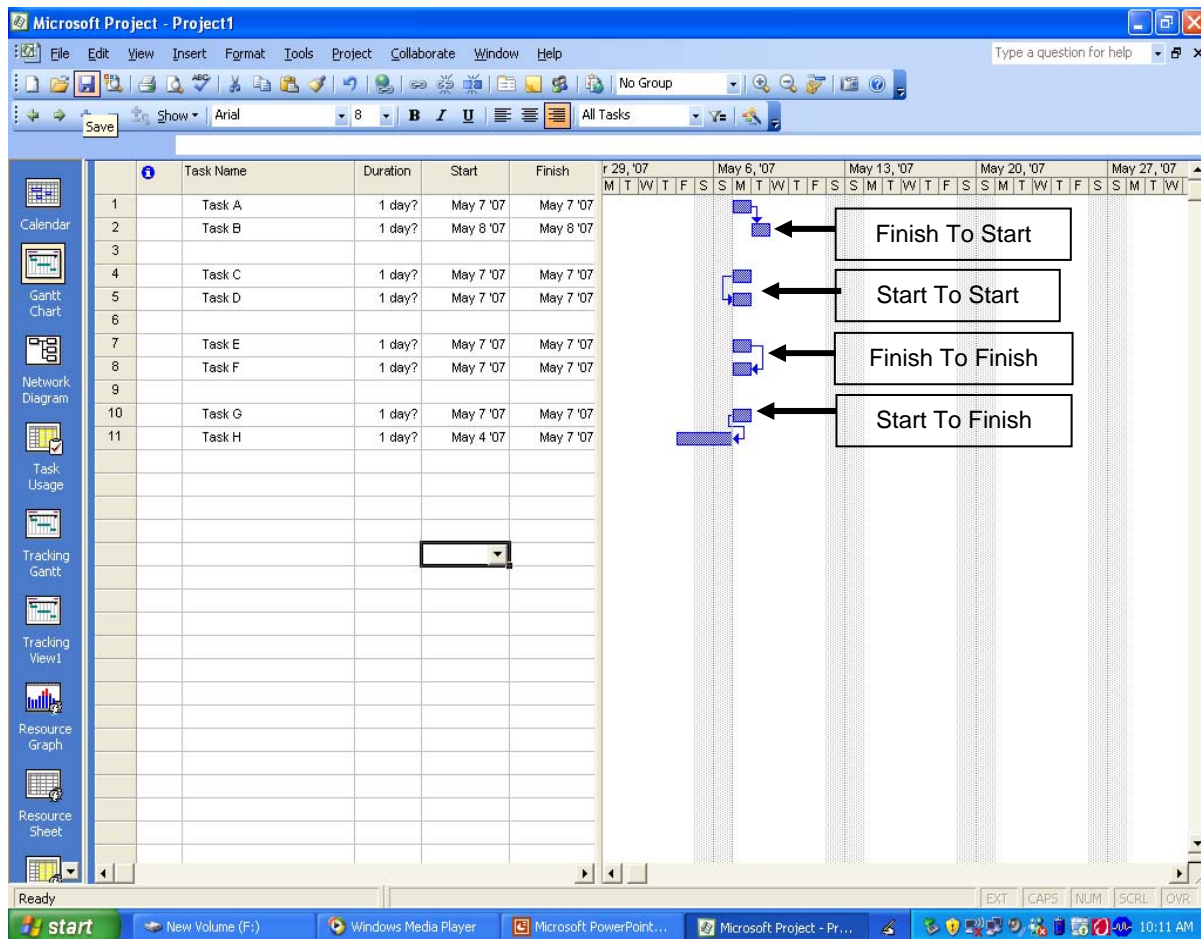 Microsoft Project - Project1
File Edit View Insert Format Tools Project Collaborate Window Help Type a question for help
No Group
Show Arial 8 B I U All Tasks
Save
Task Name Duration Start Finish r 29, '07 May 6, '07 May 13, '07 May 20, '07 May 27, '07
M T W T F S S M T W T F S S M T W T F S S M T W T F S S M T W
1 Task A 1 day? May 7 '07 May 7 '07
2 Task B 1 day? May 8 '07 May 8 '07 Finish To Start
3
4 Task C 1 day? May 7 '07 May 7 '07
5 Task D 1 day? May 7 '07 May 7 '07 Start To Start
6
7 Task E 1 day? May 7 '07 May 7 '07
8 Task F 1 day? May 7 '07 May 7 '07 Finish To Finish
9
10 Task G 1 day? May 7 '07 May 7 '07 Start To Finish
11 Task H 1 day? May 4 '07 May 7 '07
Calendar
Gantt
Chart
Network
Diagram
Task
Usage
Tracking
Gantt
Tracking
View1
Resource
Graph
Resource
Sheet
Ready EXT CAPS NUM SCRL OVR
start New Volume (F:) Windows Media Player Microsoft PowerPoint... Microsoft Project - Pr... 10:11 AM